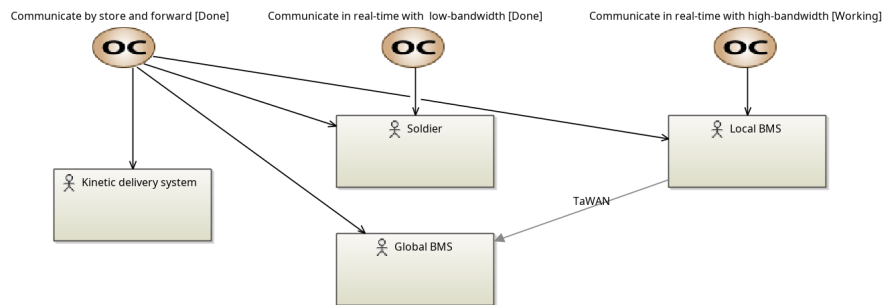 Communicate by store and forward [Done]
Communicate in real-time with low-bandwidth [Done]
Communicate in real-time with high-bandwidth [Working]
OC
OC
OC
Soldier
Local BMS
Kinetic delivery system
TaWAN
Global BMS